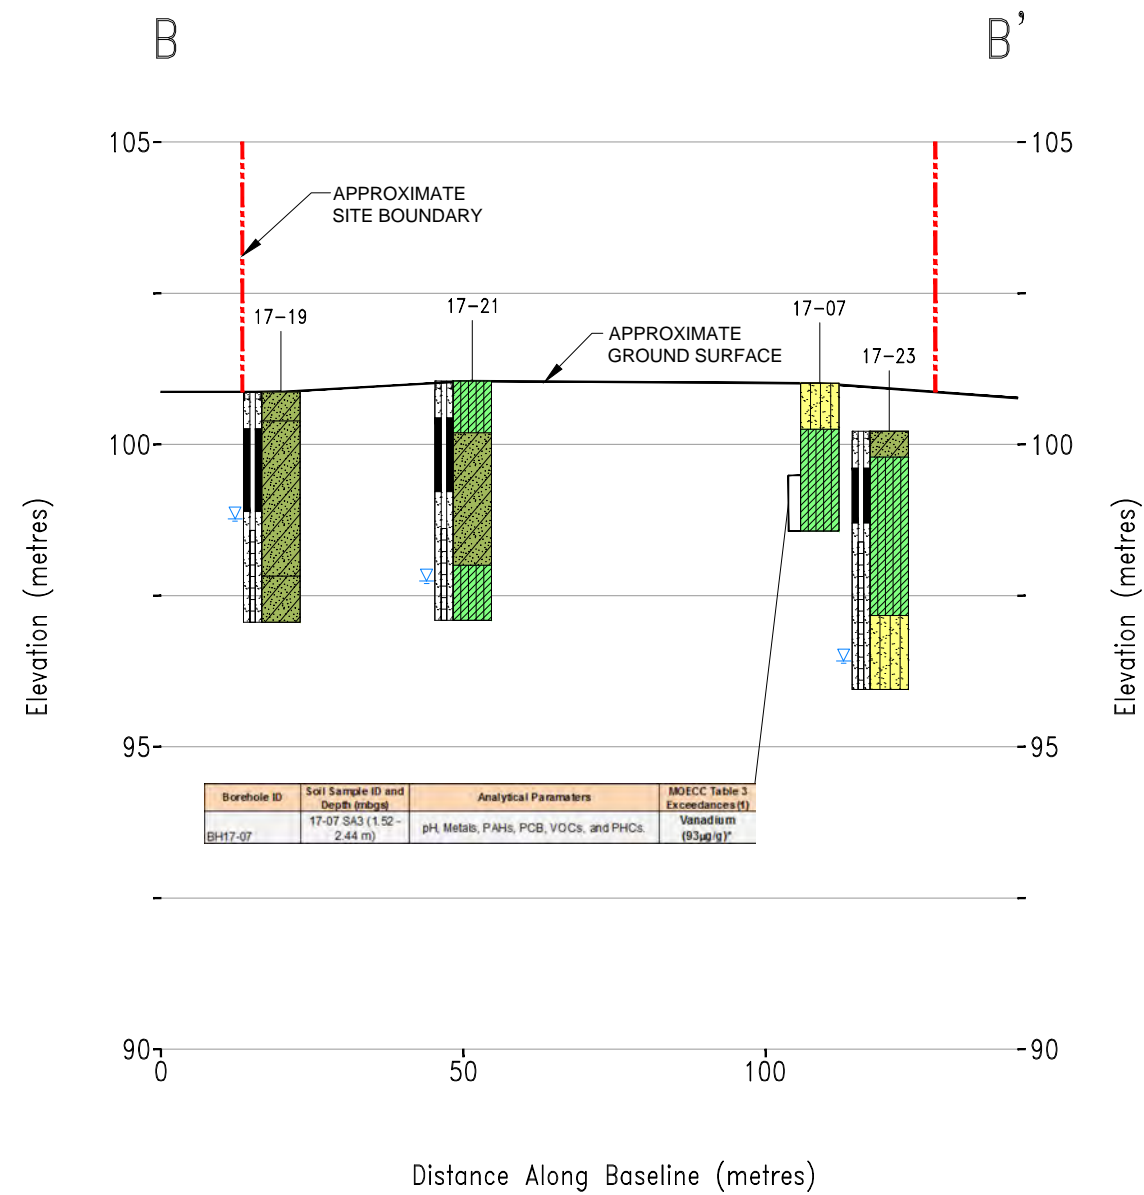 B
B’
105
105
APPROXIMATE
SITE BOUNDARY
17-19
17-21
17-07
APPROXIMATE
GROUND SURFACE
17-23
100
100
Elevation (metres)
Elevation (metres)
95
95
Borehole ID
Soil Sample ID and
Depth (mbgs)
Analytical Paramaters
MOECC Table 3
Exceedances (1)
BH17-07
17-07 SA3 (1.52 -
2.44 m)
pH, Metals, PAHs, PCB, VOCs, and PHCs.
Vanadium
(93µg/g)*
90
90
0
50
100
Distance Along Baseline (metres)